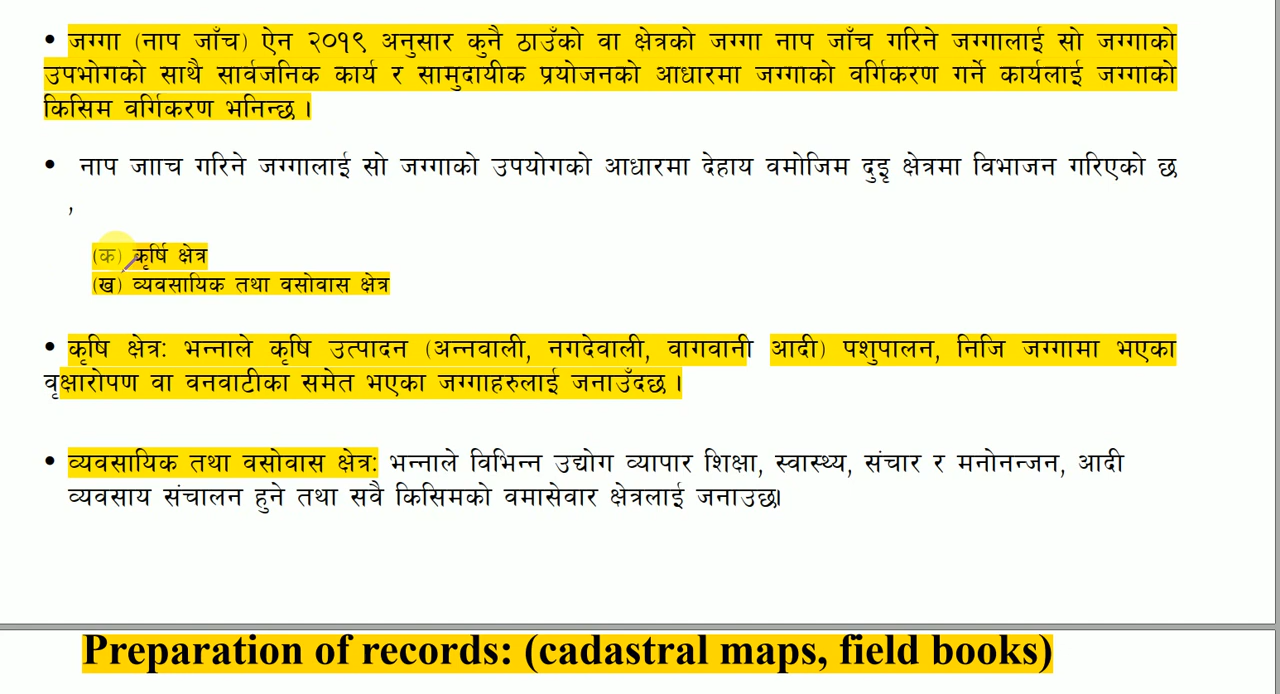 • जग्गा (नाप जाँच) ऐन २०१९ अनुसार कुनै ठाउँको वा क्षेत्रको जग्गा नाप जाँच गरिने जग्गालाई सो जग्गाको
उपभोगको साथै सार्वजनिक कार्य र सामुदायीक प्रयोजनको आधारमा जग्गाको वर्गिकरण गर्ने कार्यलाई जग्गाको
किसिम वर्गिकरण भनिन्छ ।
• नाप जााच गरिने जग्गालाई सो जग्गाको उपयोगको आधारमा देहाय वमोजिम दुइृ क्षेत्रमा विभाजन गरिएको छ
,
(क) कृर्षि क्षेत्र
(ख) व्यवसायिक तथा वसोवास क्षेत्र
• कृषि क्षेत्र: भन्नाले कृषि उत्पादन (अन्नवाली, नगदेवाली, वागवानी आदी) पशुपालन, निजि जग्गामा भएका
वृक्षारोपण वा वनवाटीका समेत भएका जग्गाहरुलाई जनाउँदछ ।
• व्यवसायिक तथा वसोवास क्षेत्र: भन्नाले विभिन्न उद्योग व्यापार शिक्षा, स्वास्थ्य, संचार र मनोनन्जन, आदी
व्यवसाय संचालन हुने तथा सवै किसिमको वमासेवार क्षेत्रलाई जनाउछ।
Preparation of records: (cadastral maps, field books)